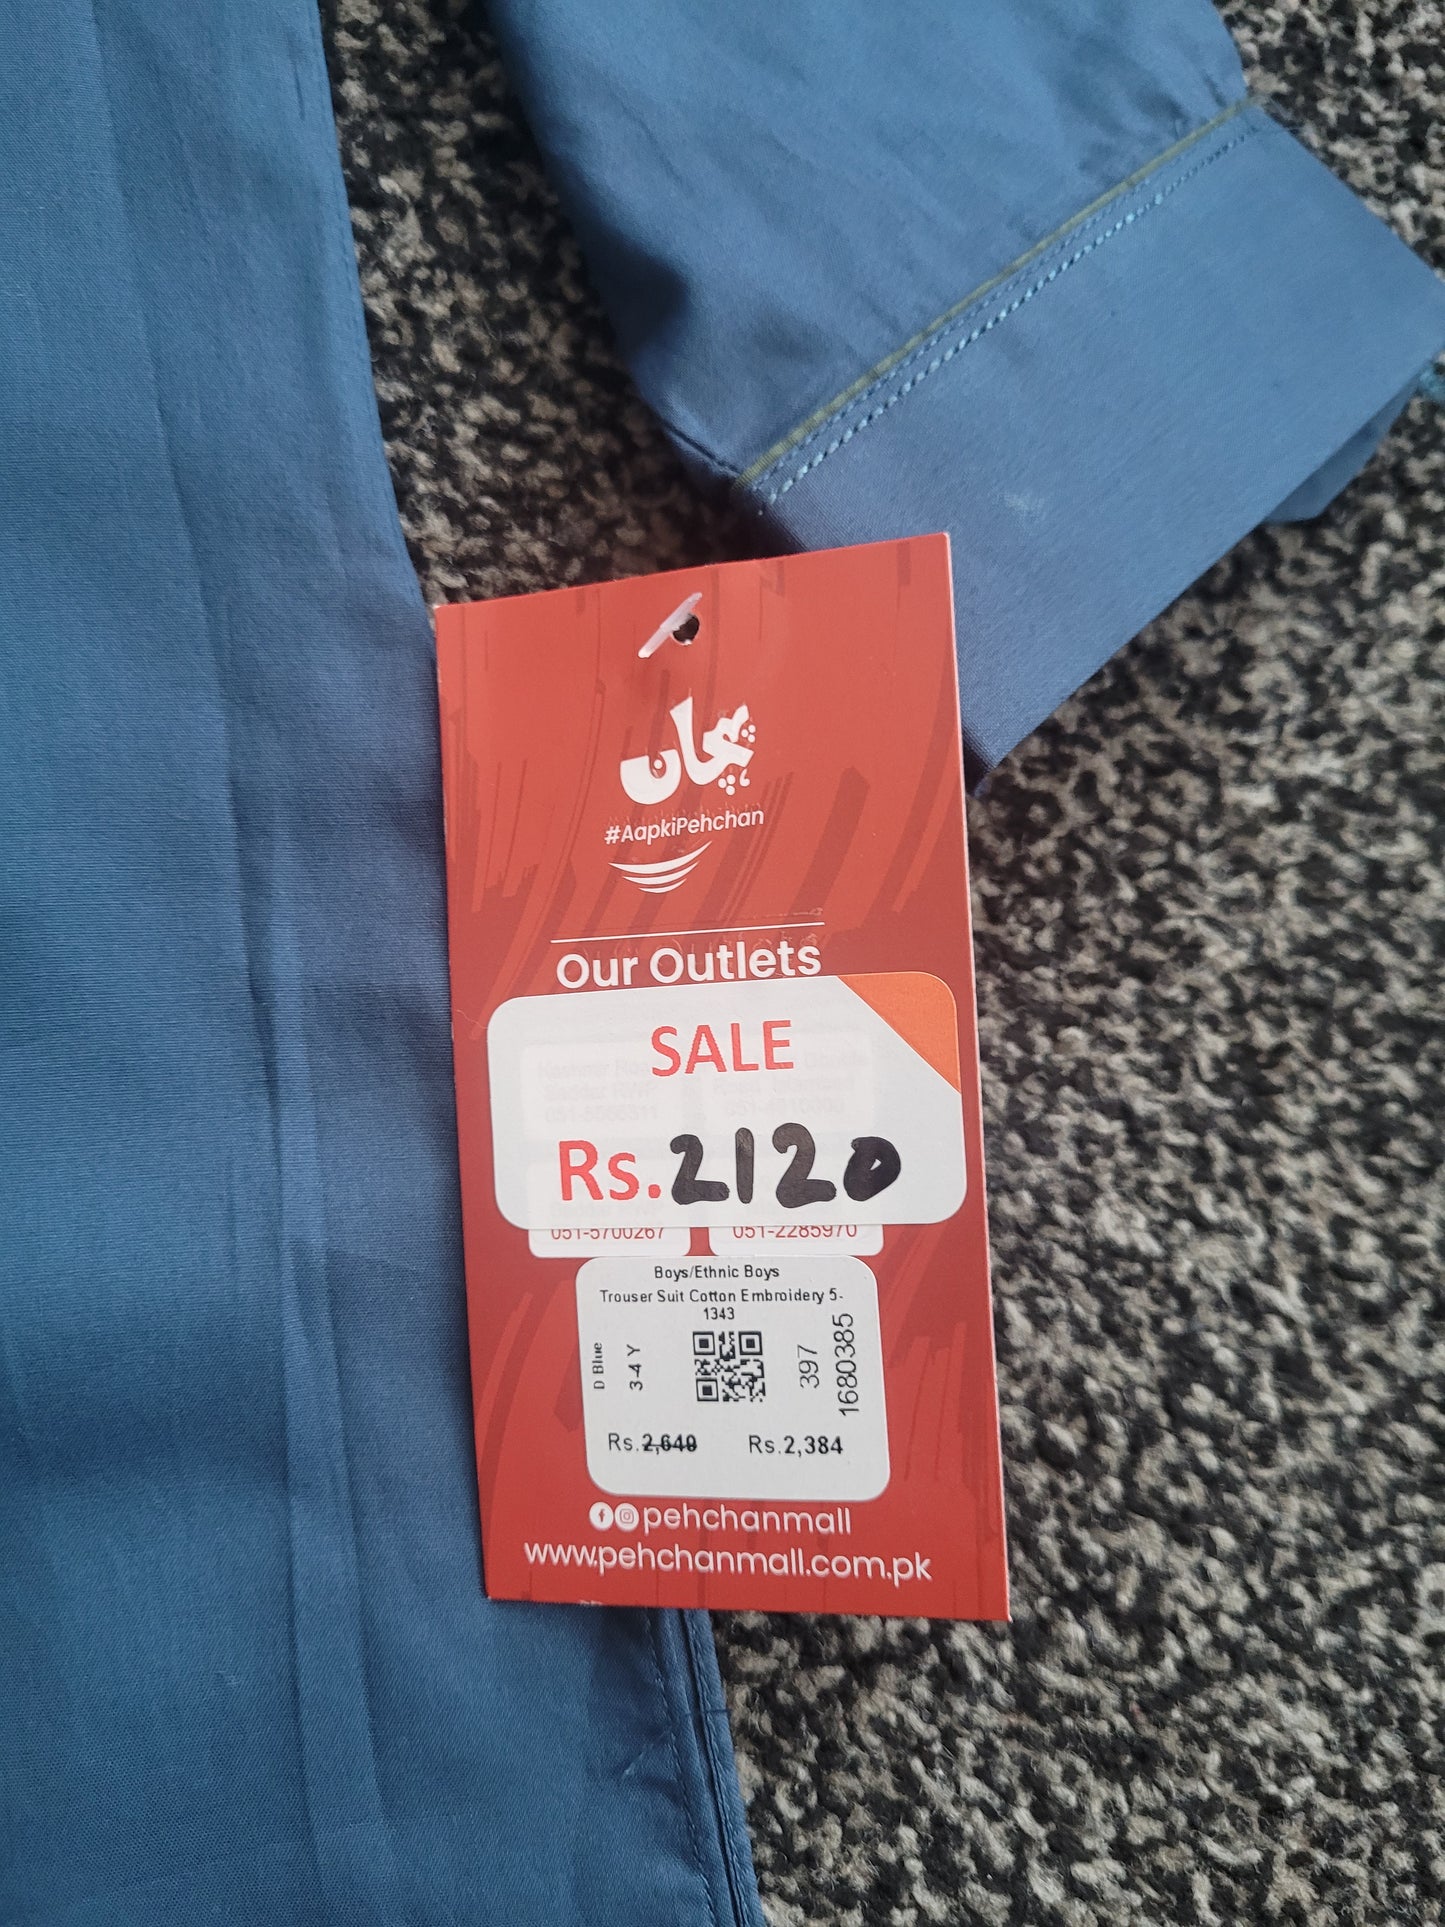 پہچان
#AapkiPehchan
Our Outlets
SALE
Rs.2120
051-5700267 051-2285970
Boys/Ethnic Boys
Trouser Suit Cotton Embroidery 5-
1343
D Blue
3-4 Y
397
1680385
Rs.2,649 Rs.2,384
pehchanmall
www.pehchanmall.com.pk